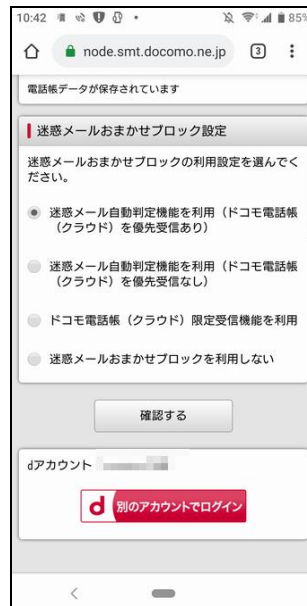 10:42
85%
node.smt.docomo.ne.jp
3
電話帳データが保存されています
迷惑メールおまかせブロック設定
迷惑メールおまかせブロックの利用設定を選んでく
ださい。
迷惑メール自動判定機能を利用（ドコモ電話帳
（クラウド）を優先受信あり）
迷惑メール自動判定機能を利用（ドコモ電話帳
（クラウド）を優先受信なし）
ドコモ電話帳（クラウド）限定受信機能を利用
迷惑メールおまかせブロックを利用しない
確認する
dアカウント
d 別のアカウントでログイン